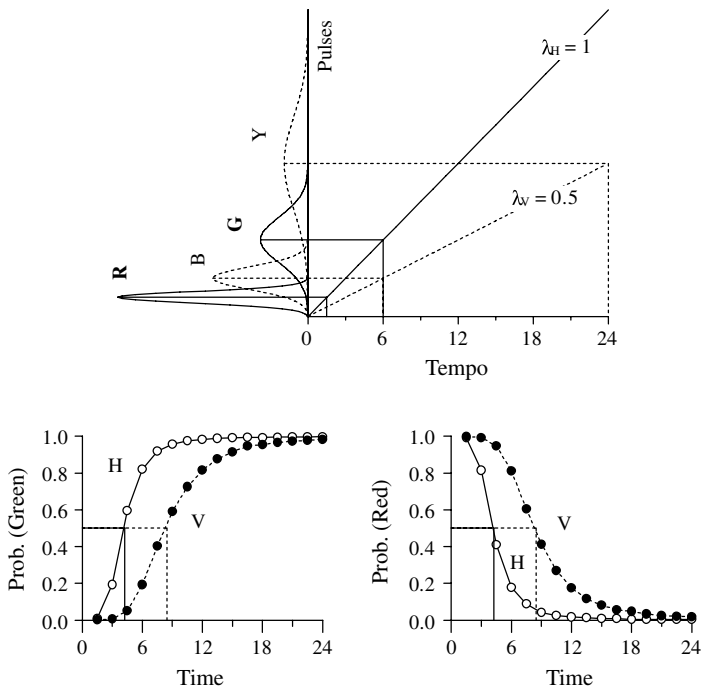 Pulses
λH = 1
Y
λV = 0.5
G
B
R
0 6 12 18 24
Tempo
1.0
0.8
0.6
0.4
0.2
0.0
Prob. (Green)
H
V
0 6 12 18 24
Time
1.0
0.8
0.6
0.4
0.2
0.0
Prob. (Red)
V
H
0 6 12 18 24
Time